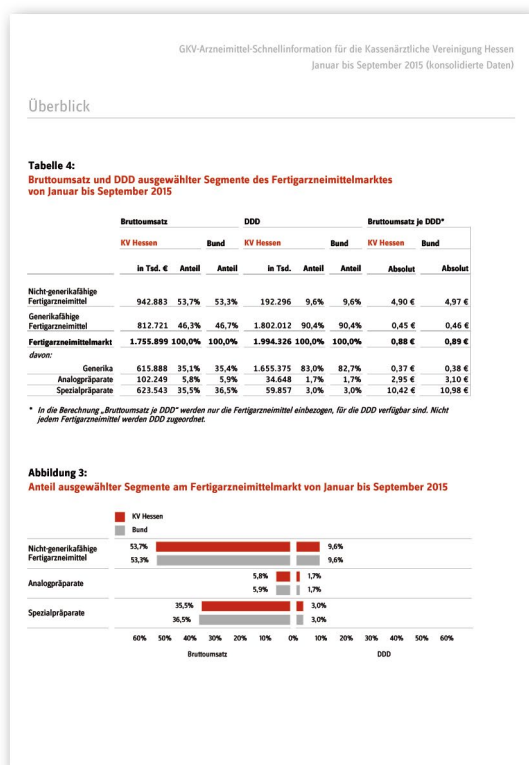 GKV-Arzneimittel-Schnellinformation für die Kassenärztliche Vereinigung Hessen
Januar bis September 2015 (konsolidierte Daten)
Überblick
Tabelle 4:
Bruttoumsatz und DDD ausgewählter Segmente des Fertigarzneimittelmarktes
von Januar bis September 2015
Bruttoumsatz DDD Bruttoumsatz je DDD*
KV Hessen Bund KV Hessen Bund KV Hessen Bund
in Tsd. € Anteil Anteil in Tsd. Anteil Anteil Absolut Absolut
Nicht-generikafähige
Fertigarzneimittel 942.883 53,7% 53,3% 192.296 9,6% 9,6% 4,90 € 4,97 €
Generikafähige
Fertigarzneimittel 812.721 46,3% 46,7% 1.802.012 90,4% 90,4% 0,45 € 0,46 €
Fertigarzneimittelmarkt 1.755.899 100,0% 100,0% 1.994.326 100,0% 100,0% 0,88 € 0,89 €
davon:
Generika 615.888 35,1% 35,4% 1.655.375 83,0% 82,7% 0,37 € 0,38 €
Analogpräparate 102.249 5,8% 5,9% 34.648 1,7% 1,7% 2,95 € 3,10 €
Spezialpräparate 623.543 35,5% 36,5% 59.857 3,0% 3,0% 10,42 € 10,98 €
* In die Berechnung „Bruttoumsatz je DDD“ werden nur die Fertigarzneimittel einbezogen, für die DDD verfügbar sind. Nicht
jedem Fertigarzneimittel werden DDD zugeordnet.
Abbildung 3:
Anteil ausgewählter Segmente am Fertigarzneimittelmarkt von Januar bis September 2015
KV Hessen
Bund
Nicht-generikafähige 53,7% 9,6%
Fertigarzneimittel 53,3% 9,6%
Analogpräparate 5,8% 1,7%
5,9% 1,7%
Spezialpräparate 35,5% 3,0%
36,5% 3,0%
60% 50% 40% 30% 20% 10% 0% 10% 20% 30% 40% 50% 60%
Bruttoumsatz DDD